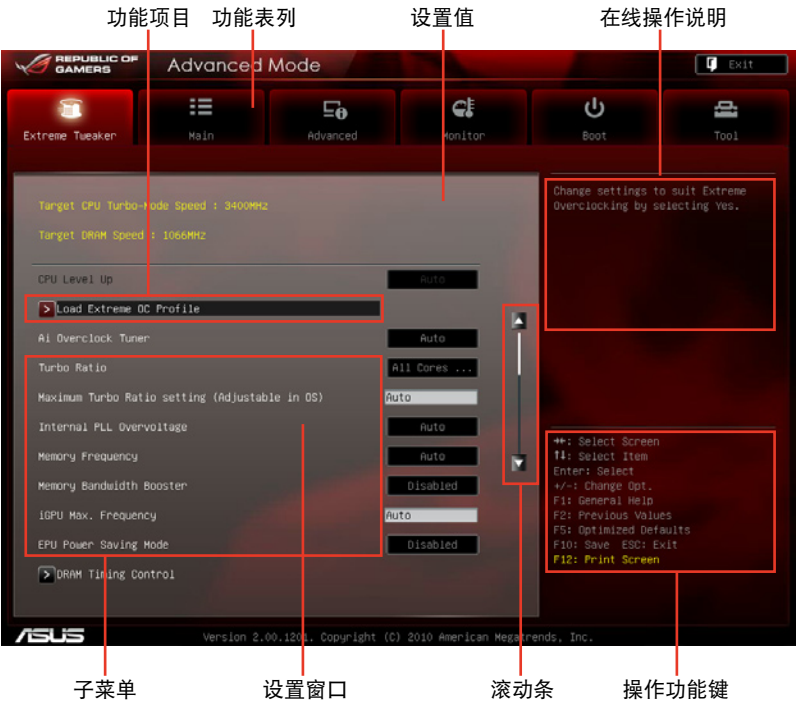 功能项目 功能表列 设置值 在线操作说明
REPUBLIC OF
GAMERS
Advanced Mode
Exit
Extreme Tweaker Main Advanced Monitor Boot Tool
Target CPU Turbo-Mode Speed : 3400MHz
Target DRAM Speed : 1066MHz
Change settings to suit Extreme
Overclocking by selecting Yes.
CPU Level Up Auto
Load Extreme OC Profile
Ai Overclock Tuner Auto
Turbo Ratio All Cores ...
Maximum Turbo Ratio setting (Adjustable in OS) Auto
Internal PLL Overvoltage Auto
Memory Frequency Auto
Memory Bandwidth Booster Disabled
iGPU Max. Frequency Auto
EPU Power Saving Mode Disabled
DRAM Timing Control
→←: Select Screen
↑↓: Select Item
Enter: Select
+/-: Change Opt.
F1: General Help
F2: Previous Values
F5: Optimized Defaults
F10: Save ESC: Exit
F12: Print Screen
ASUS
Version 2.00.1201. Copyright (C) 2010 American Megatrends, Inc.
子菜单 设置窗口 滚动条 操作功能键